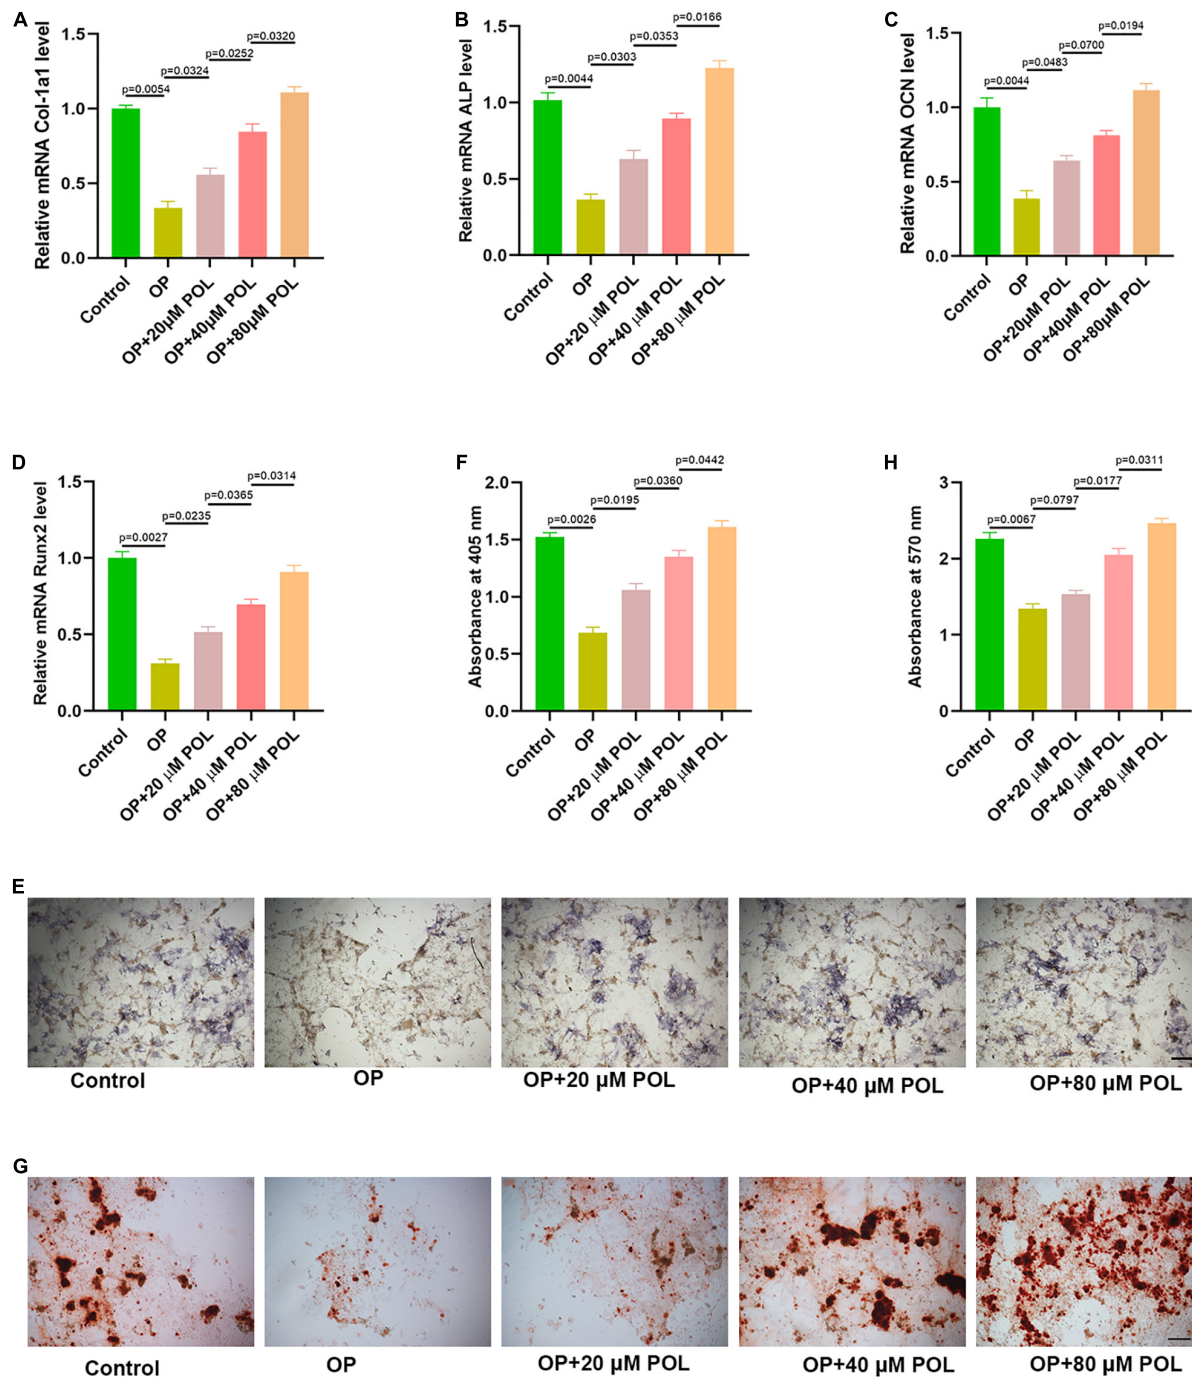 A
Relative mRNA Col-1a1 level
1.5
1.0
0.5
0.0
p=0.0054
p=0.0324
p=0.0252
p=0.0320
Control
OP
OP+20µM POL
OP+40µM POL
OP+80µM POL
B
Relative mRNA ALP level
1.5
1.0
0.5
0.0
p=0.0044
p=0.0303
p=0.0353
p=0.0166
Control
OP
OP+20 µM POL
OP+40 µM POL
OP+80 µM POL
C
Relative mRNA OCN level
1.5
1.0
0.5
0.0
p=0.0044
p=0.0483
p=0.0700
p=0.0194
Control
OP
OP+20µM POL
OP+40µM POL
OP+80µM POL
D
Relative mRNA Runx2 level
1.5
1.0
0.5
0.0
p=0.0027
p=0.0235
p=0.0365
p=0.0314
Control
OP
OP+20 µM POL
OP+40 µM POL
OP+80 µM POL
F
Absorbance at 405 nm
2.0
1.5
1.0
0.5
0.0
p=0.0026
p=0.0195
p=0.0360
p=0.0442
Control
OP
OP+20 µM POL
OP+40 µM POL
OP+80 µM POL
H
Absorbance at 570 nm
3
2
1
0
p=0.0067
p=0.0797
p=0.0177
p=0.0311
Control
OP
OP+20 µM POL
OP+40 µM POL
OP+80 µM POL
E
Control
OP
OP+20 µM POL
OP+40 µM POL
OP+80 µM POL
G
Control
OP
OP+20 µM POL
OP+40 µM POL
OP+80 µM POL